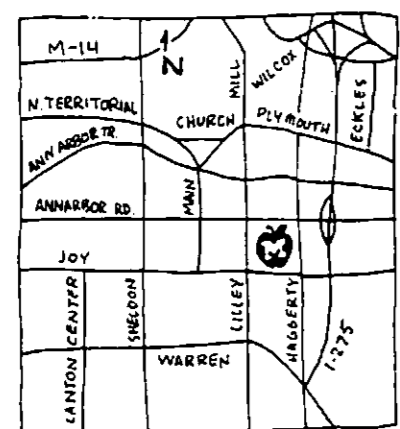 M-14
N
MILL
WILCOX
ECKLES
N. TERRITORIAL
CHURCH
PLYMOUTH
ANN ARBOR TR.
MAIN
ANNARBOR RD.
JOY
CANTON CENTER
SHELDON
LILLEY
HAGGERTY
I-275
WARREN